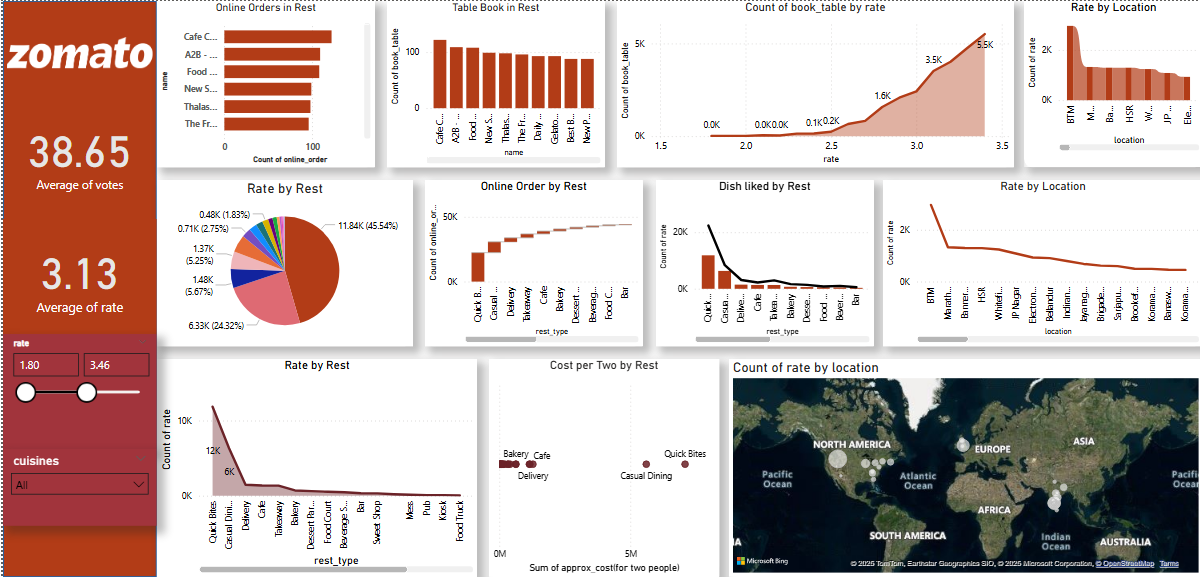 zomato
38.65
Average of votes
3.13
Average of rate
rate
1.80 3.46
cuisines
All
Online Orders in Rest
name
Cafe C...
A2B - ...
Food ...
New S...
Thalas...
The Fr...
0 100
Count of online_order
Table Book in Rest
Count of book_table
100
0
Cafe C... A2B - ... Food ... New S... Thalas... The Fr... Daily ... Gelato... Best B... New P...
name
Count of book_table by rate
Count of book_table
5K
0K
0.0K 0.0K 0.0K 0.1K 0.2K 1.6K 3.5K 5.5K
1.5 2.0 2.5 3.0 3.5
rate
Rate by Location
Count of rate
2K
0K
BTM M... Ba... HSR W... JP ... Ele...
location
Rate by Rest
0.48K (1.83%)
0.71K (2.75%)
1.37K
(5.25%)
1.48K
(5.67%)
6.33K (24.32%)
11.84K (45.54%)
Online Order by Rest
Count of online_or...
50K
0K
Quick B... Casual ... Delivery Takeaway Cafe Bakery Dessert ... Beverag... Food C... Bar
rest_type
Dish liked by Rest
Count of rate
20K
0K
Quick ... Casua... Delive... Cafe Takea... Bakery Desse... Food ... Bever... Bar
rest_type
Rate by Location
Count of rate
2K
0K
BTM Marath... Banner... HSR Whitefi... JP Nagar Electron... Bellandur Indiran... Jayanag... Brigade... Sarjapu... Brookef... Korama... Banasw... Korama...
location
Rate by Rest
Count of rate
10K
0K
12K
6K
Quick Bites Casual Dini... Delivery Cafe Takeaway Bakery Dessert Par... Food Court Beverage S... Bar Sweet Shop Mess Pub Kiosk Food Truck
rest_type
Cost per Two by Rest
Bakery Cafe Quick Bites
Delivery Casual Dining
0M 5M
Sum of approx_cost(for two people)
Count of rate by location
NORTH AMERICA
EUROPE
ASIA
Pacific
Ocean
Atlantic
Ocean
Pacifi
Oce
AFRICA
SOUTH AMERICA
Indian
Ocean
AUSTRALIA
IA
Microsoft Bing
© 2025 TomTom, Earthstar Geographics SIO, © 2025 Microsoft Corporation, © OpenStreetMap Terms